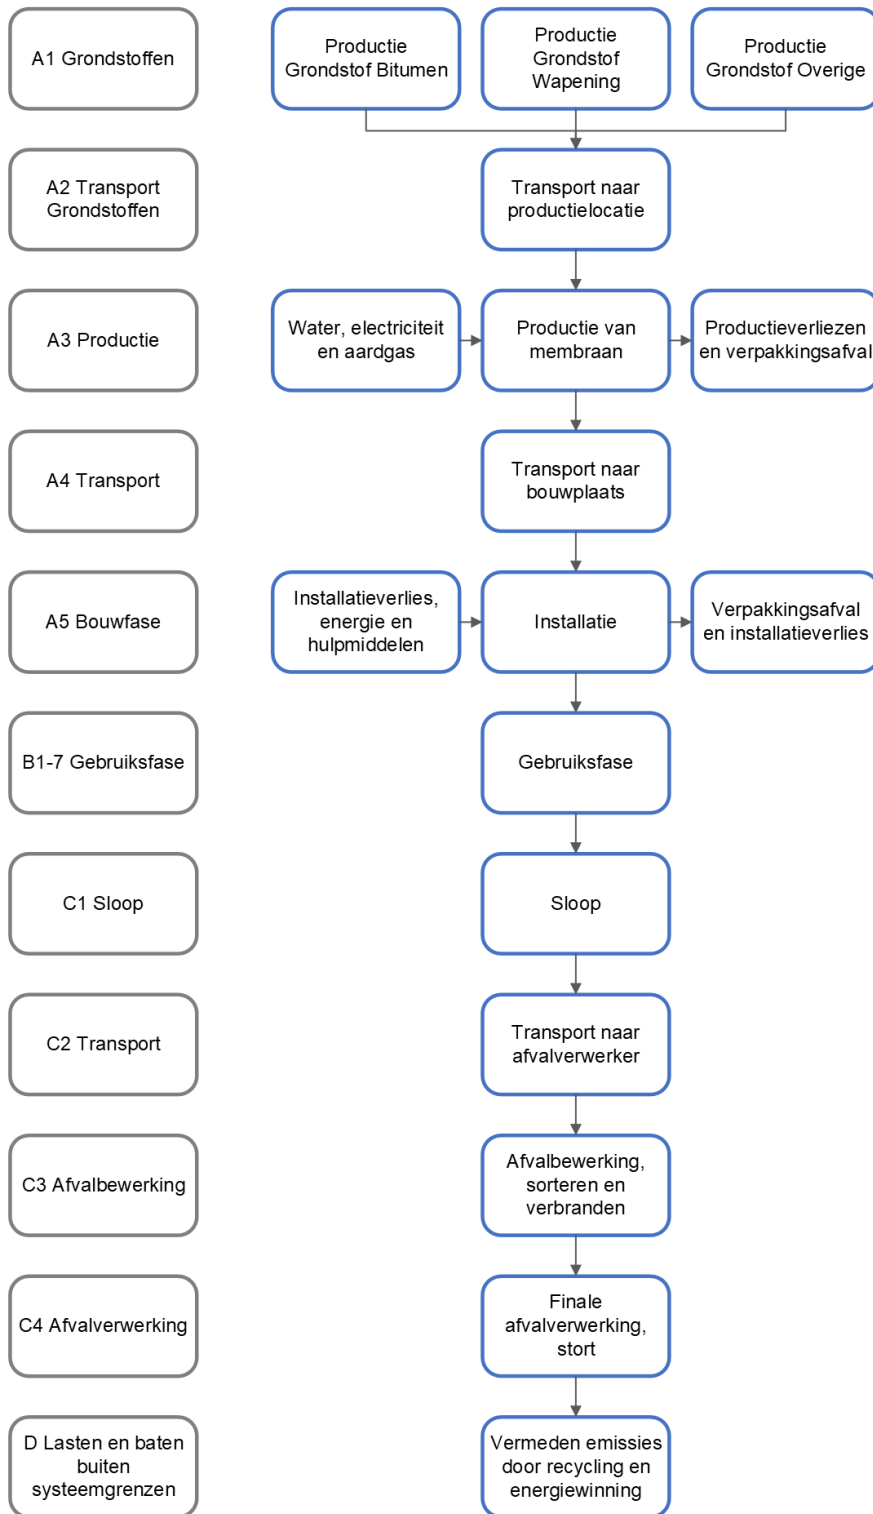 A1 Grondstoffen
Productie
Grondstof Bitumen
Productie
Grondstof
Wapening
Productie
Grondstof Overige
A2 Transport
Grondstoffen
Transport naar
productielocatie
A3 Productie
Water, electriciteit
en aardgas
Productie van
membraan
Productieverliezen
en verpakkingsafval
A4 Transport
Transport naar
bouwplaats
A5 Bouwfase
Installatieverlies,
energie en
hulpmiddelen
Installatie
Verpakkingsafval
en installatieverlies
B1-7 Gebruiksfase
Gebruiksfase
C1 Sloop
Sloop
C2 Transport
Transport naar
afvalverwerker
C3 Afvalbewerking
Afvalbewerking,
sorteren en
verbranden
C4 Afvalverwerking
Finale
afvalverwerking,
stort
D Lasten en baten
buiten
systeemgrenzen
Vermeden emissies
door recycling en
energiewinning